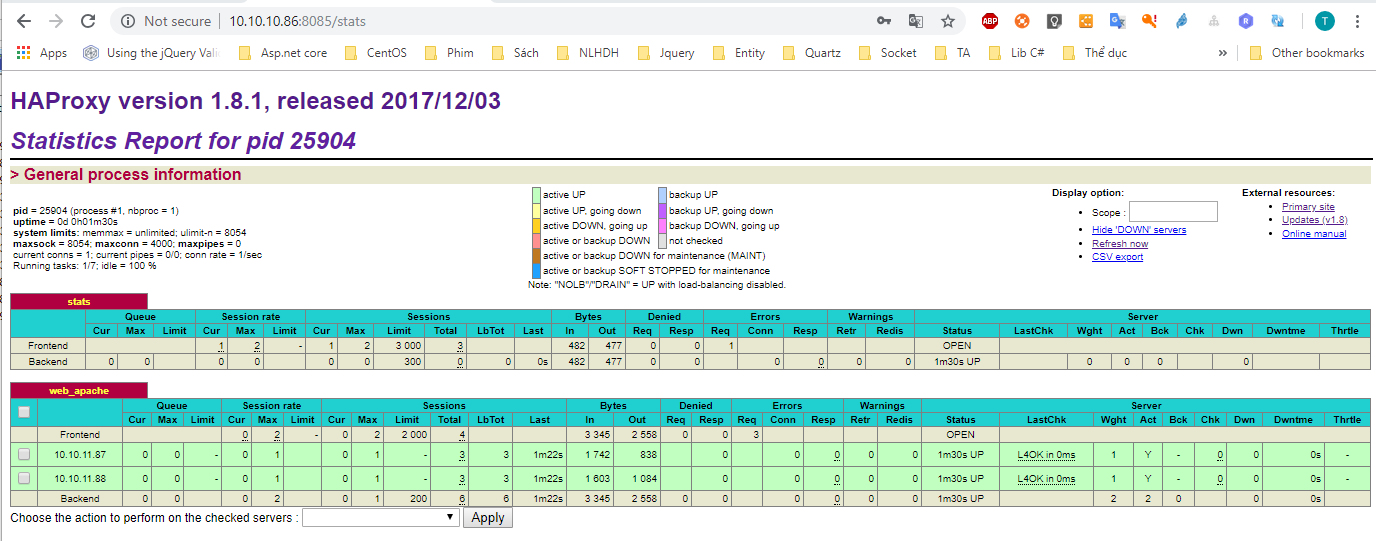 Not secure | 10.10.10.86:8085/stats
ABP
R
T
Apps Using the jQuery Vali Asp.net core CentOS Phim Sách NLHDH Jquery Entity Quartz Socket TA Lib C# Thể dục » Other bookmarks
HAProxy version 1.8.1, released 2017/12/03
Statistics Report for pid 25904
> General process information
pid = 25904 (process #1, nbproc = 1)
uptime = 0d 0h01m30s
system limits: memmax = unlimited; ulimit-n = 8054
maxsock = 8054; maxconn = 4000; maxpipes = 0
current conns = 1; current pipes = 0/0; conn rate = 1/sec
Running tasks: 1/7; idle = 100 %
active UP backup UP
active UP, going down backup UP, going down
active DOWN, going up backup DOWN, going up
active or backup DOWN not checked
active or backup DOWN for maintenance (MAINT)
active or backup SOFT STOPPED for maintenance
Note: "NOLB"/"DRAIN" = UP with load-balancing disabled.
Display option:
• Scope :
• Hide 'DOWN' servers
• Refresh now
• CSV export
External resources:
• Primary site
• Updates (v1.8)
• Online manual
stats
Queue Session rate Sessions Bytes Denied Errors Warnings Server
Cur Max Limit Cur Max Limit Cur Max Limit Total LbTot Last In Out Req Resp Req Conn Resp Retr Redis Status LastChk Wght Act Bck Chk Dwn Dwntme Thrtle
Frontend 1 2 - 1 2 3 000 3 482 477 0 0 1 OPEN
Backend 0 0 0 0 0 0 300 0 0 0s 482 477 0 0 0 0 0 0 1m30s UP 0 0 0 0
web_apache
Queue Session rate Sessions Bytes Denied Errors Warnings Server
Cur Max Limit Cur Max Limit Cur Max Limit Total LbTot Last In Out Req Resp Req Conn Resp Retr Redis Status LastChk Wght Act Bck Chk Dwn Dwntme Thrtle
Frontend 0 2 - 0 2 2 000 4 3 345 2 558 0 0 3 OPEN
10.10.11.87 0 0 - 0 1 0 1 - 3 3 1m22s 1 742 838 0 0 0 0 0 1m30s UP L4OK in 0ms 1 Y - 0 0 0s -
10.10.11.88 0 0 - 0 1 0 1 - 3 3 1m22s 1 603 1 084 0 0 0 0 0 1m30s UP L4OK in 0ms 1 Y - 0 0 0s -
Backend 0 0 0 2 0 1 200 6 6 1m22s 3 345 2 558 0 0 0 0 0 0 1m30s UP 2 2 0 0 0s
Choose the action to perform on the checked servers : Apply